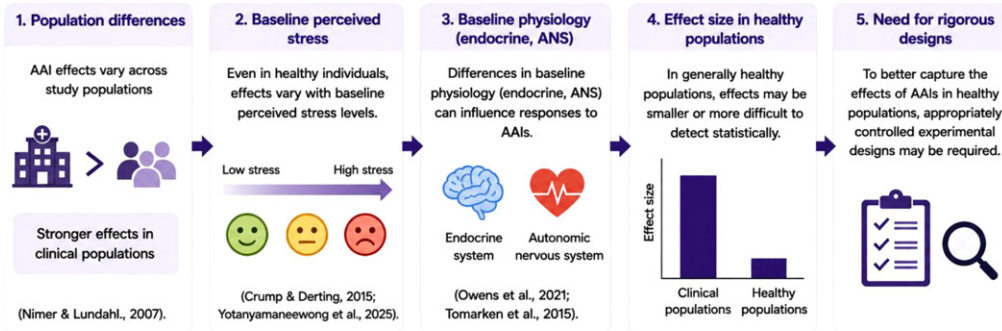 1. Population differences
AAI effects vary across
study populations
Stronger effects in
clinical populations
(Nimer & Lundahl., 2007).
2. Baseline perceived
stress
Even in healthy individuals,
effects vary with baseline
perceived stress levels.
Low stress
High stress
(Crump & Derting, 2015;
Yotanyamaneewong et al., 2025).
3. Baseline physiology
(endocrine, ANS)
Differences in baseline
physiology (endocrine, ANS)
can influence responses to
AAIs.
Endocrine
system
Autonomic
nervous system
(Owens et al., 2021;
Tomarken et al., 2015).
4. Effect size in healthy
populations
In generally healthy
populations, effects may be
smaller or more difficult to
detect statistically.
Effect size
Clinical
populations
Healthy
populations
5. Need for rigorous
designs
To better capture the
effects of AAIs in healthy
populations, appropriately
controlled experimental
designs may be required.